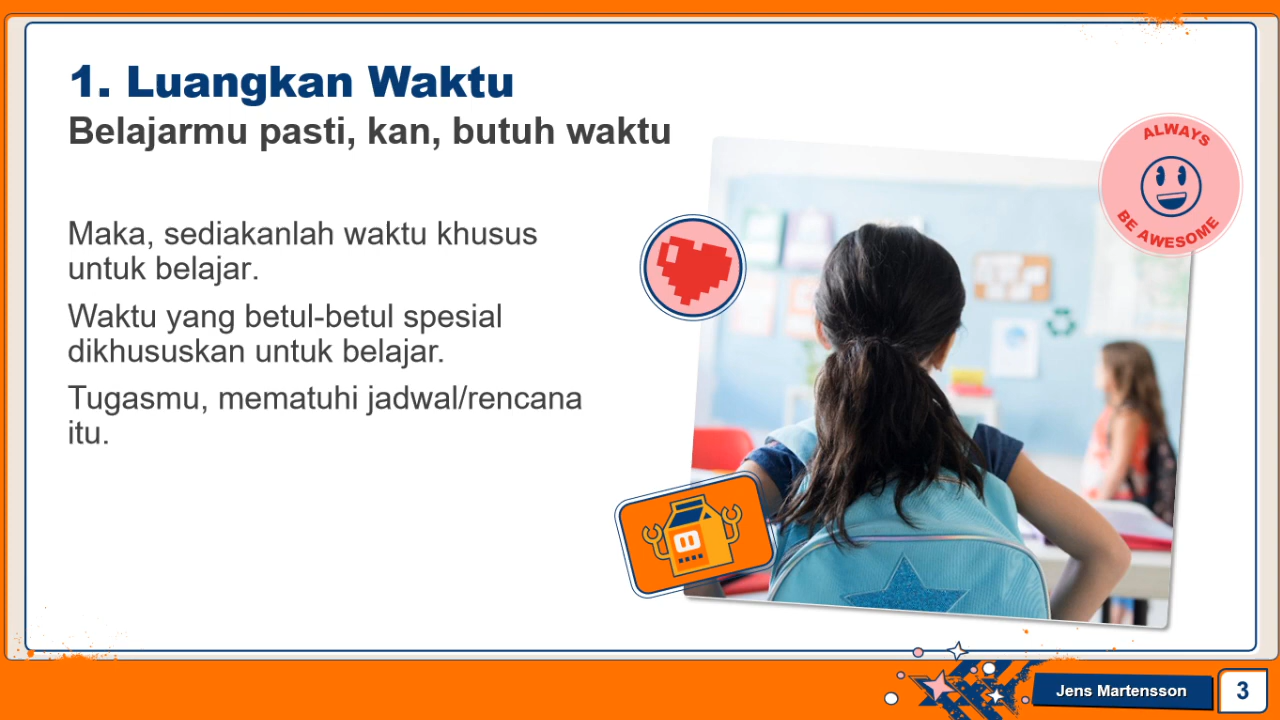 1. Luangkan Waktu
Belajarmu pasti, kan, butuh waktu
Maka, sediakanlah waktu khusus
untuk belajar.
Waktu yang betul-betul spesial
dikhususkan untuk belajar.
Tugasmu, mematuhi jadwal/rencana
itu.
ALWAYS
BE AWESOME
Jens Martensson
3